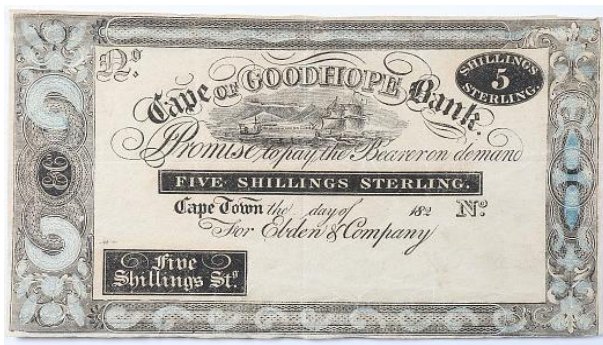 No.
SHILLINGS
5
STERLING.
Cape OF GOODHOPE Bank.
I Promise to pay the Bearer on demand
FIVE SHILLINGS STERLING.
Cape Town the day of 182 No.
For Ebden & Company
Five
Shillings Stg.